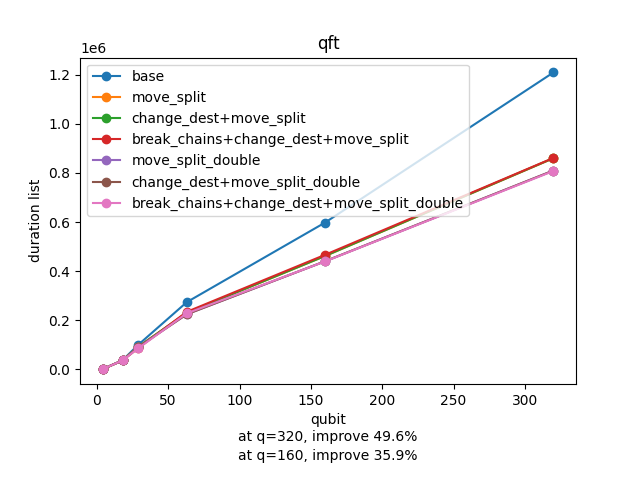 qft
1e6
1.2
1.0
0.8
0.6
0.4
0.2
0.0
duration list
base
move_split
change_dest+move_split
break_chains+change_dest+move_split
move_split_double
change_dest+move_split_double
break_chains+change_dest+move_split_double
0 50 100 150 200 250 300
qubit
at q=320, improve 49.6%
at q=160, improve 35.9%